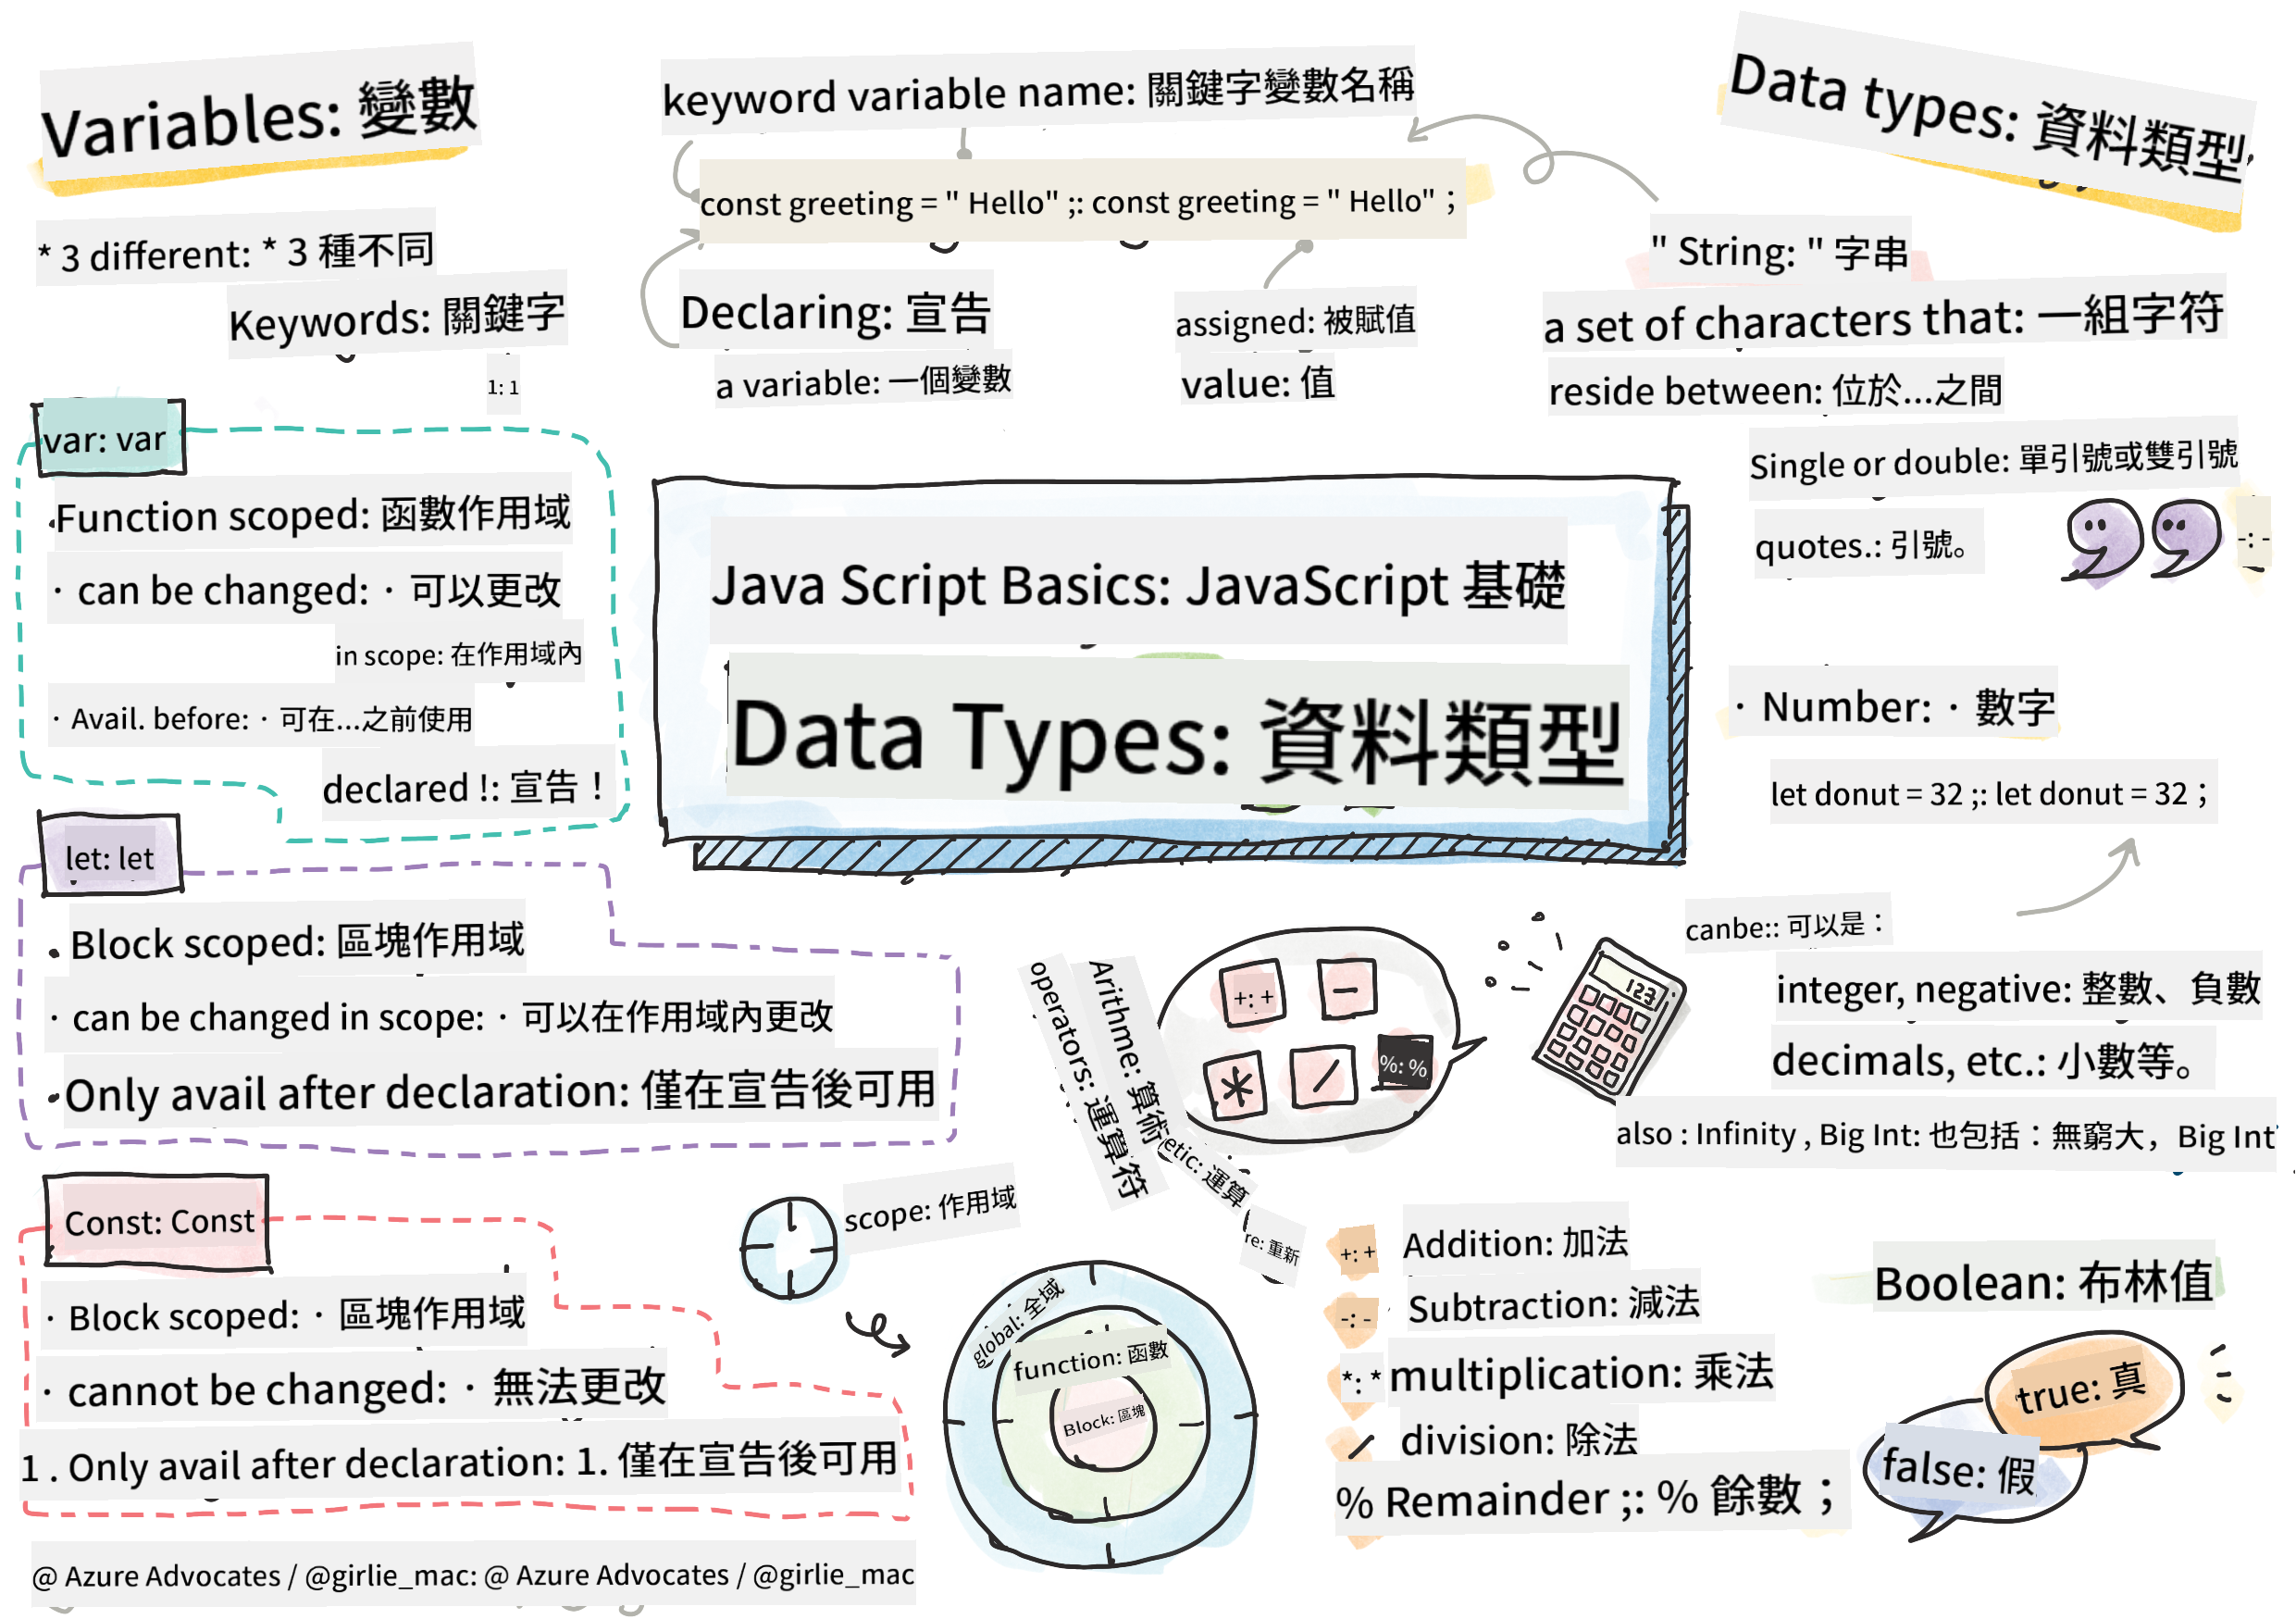 Variables: 變數
* 3 different: * 3 種不同
Keywords: 關鍵字
1: 1
var: var
Function scoped: 函數作用域
· can be changed: · 可以更改
in scope: 在作用域內
· Avail. before: · 可在...之前使用
declared !: 宣告！
let: let
Block scoped: 區塊作用域
· can be changed in scope: · 可以在作用域內更改
Only avail after declaration: 僅在宣告後可用
Const: Const
· Block scoped: · 區塊作用域
· cannot be changed: · 無法更改
1 . Only avail after declaration: 1. 僅在宣告後可用
@ Azure Advocates / @girlie_mac: @ Azure Advocates / @girlie_mac
keyword variable name: 關鍵字變數名稱
const greeting = " Hello" ;: const greeting = " Hello" ；
Declaring: 宣告
a variable: 一個變數
assigned: 被賦值
value: 值
Java Script Basics: JavaScript 基礎
Data Types: 資料類型
scope: 作用域
global: 全域
function: 函數
Block: 區塊
Arithme: 算術
operators: 運算符
etic: 運算
re: 重新
+: +
−
*
/
%: %
123
+: +
Addition: 加法
-: -
Subtraction: 減法
*: *
multiplication: 乘法
/
division: 除法
% Remainder ;: % 餘數；
Data types: 資料類型
" String: " 字串
a set of characters that: 一組字符
reside between: 位於...之間
Single or double: 單引號或雙引號
quotes.: 引號。
-: -
· Number: · 數字
let donut = 32 ;: let donut = 32；
canbe:: 可以是：
integer, negative: 整數、負數
decimals, etc.: 小數等。
also : Infinity , Big Int: 也包括：無窮大，Big Int
Boolean: 布林值
true: 真
false: 假